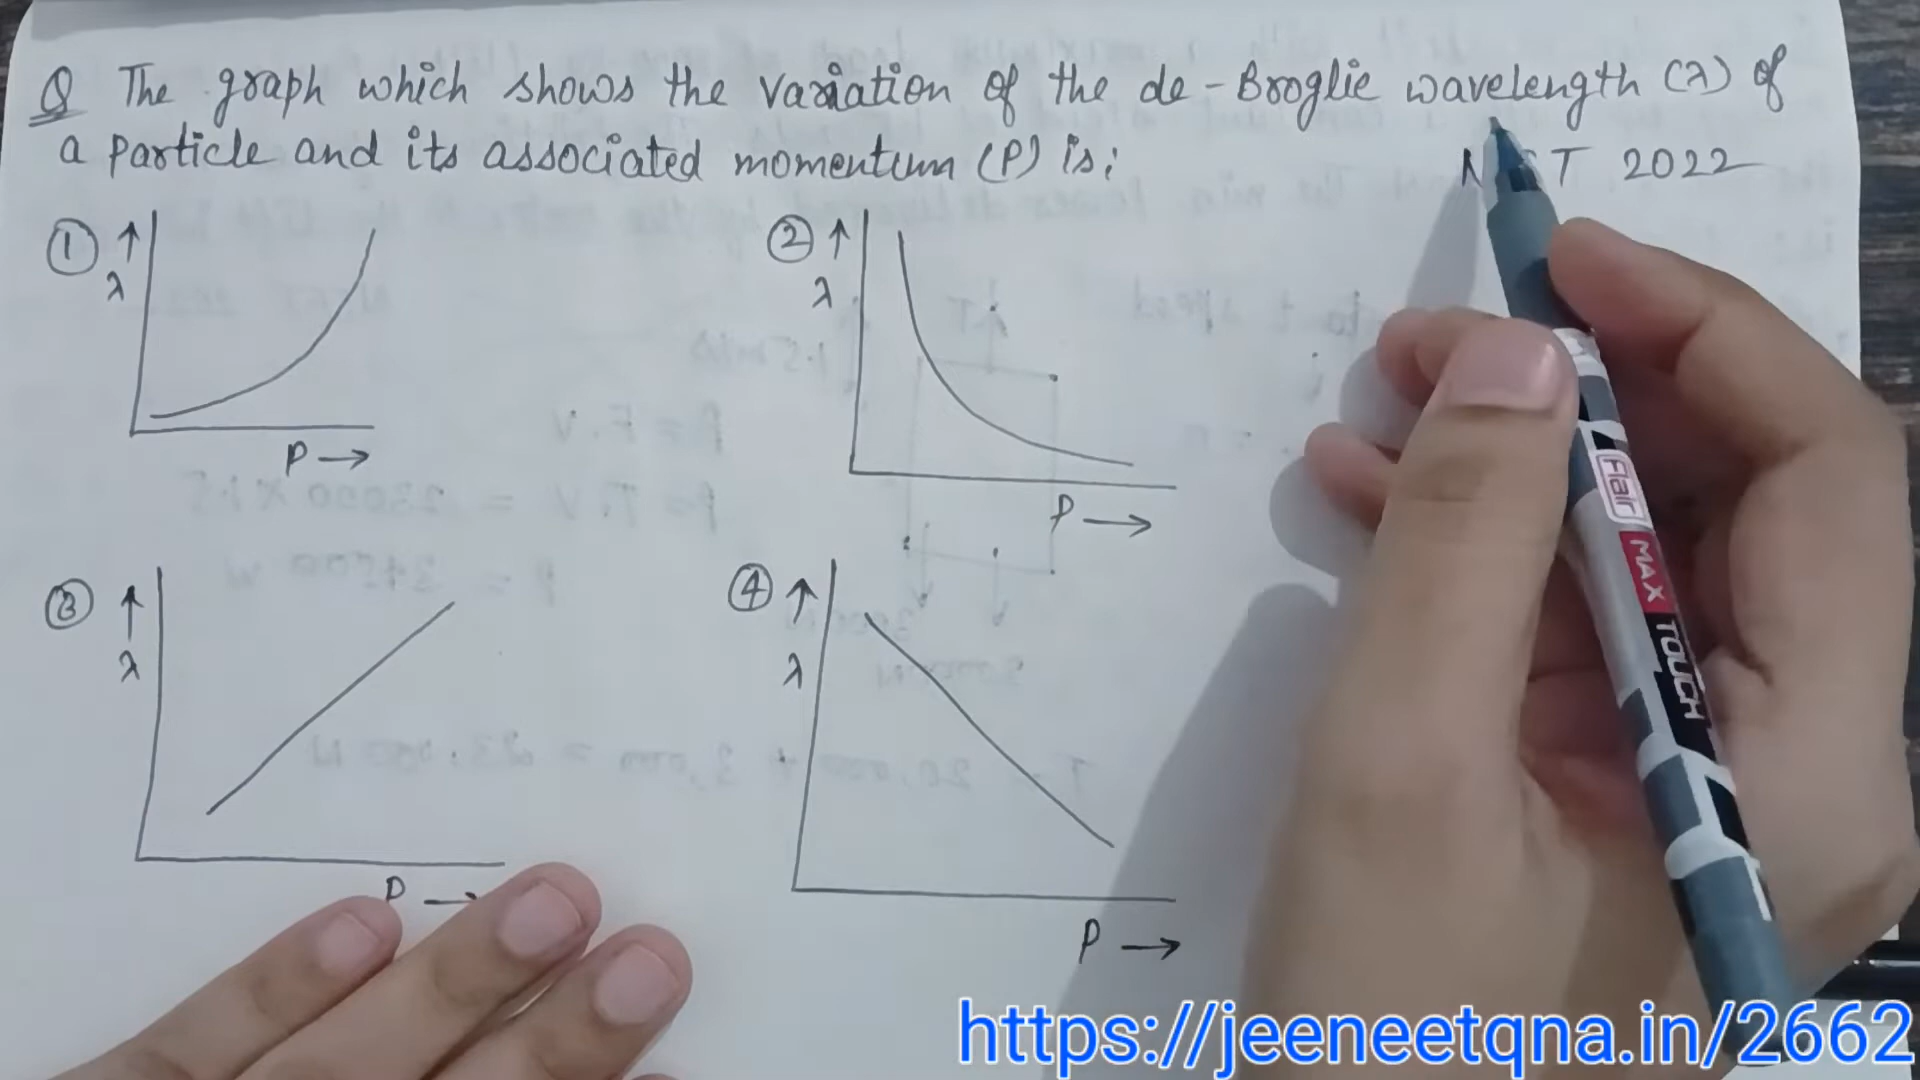 Q The graph which shows the variation of the de-Broglie wavelength (λ) of
a particle and its associated momentum (P) is:
T 2022
① ↑
λ
P →
② ↑
λ
P →
③ ↑
λ
P →
④ ↑
λ
P →
Flair
MAX TOUCH
https://jeeneetqna.in/2662